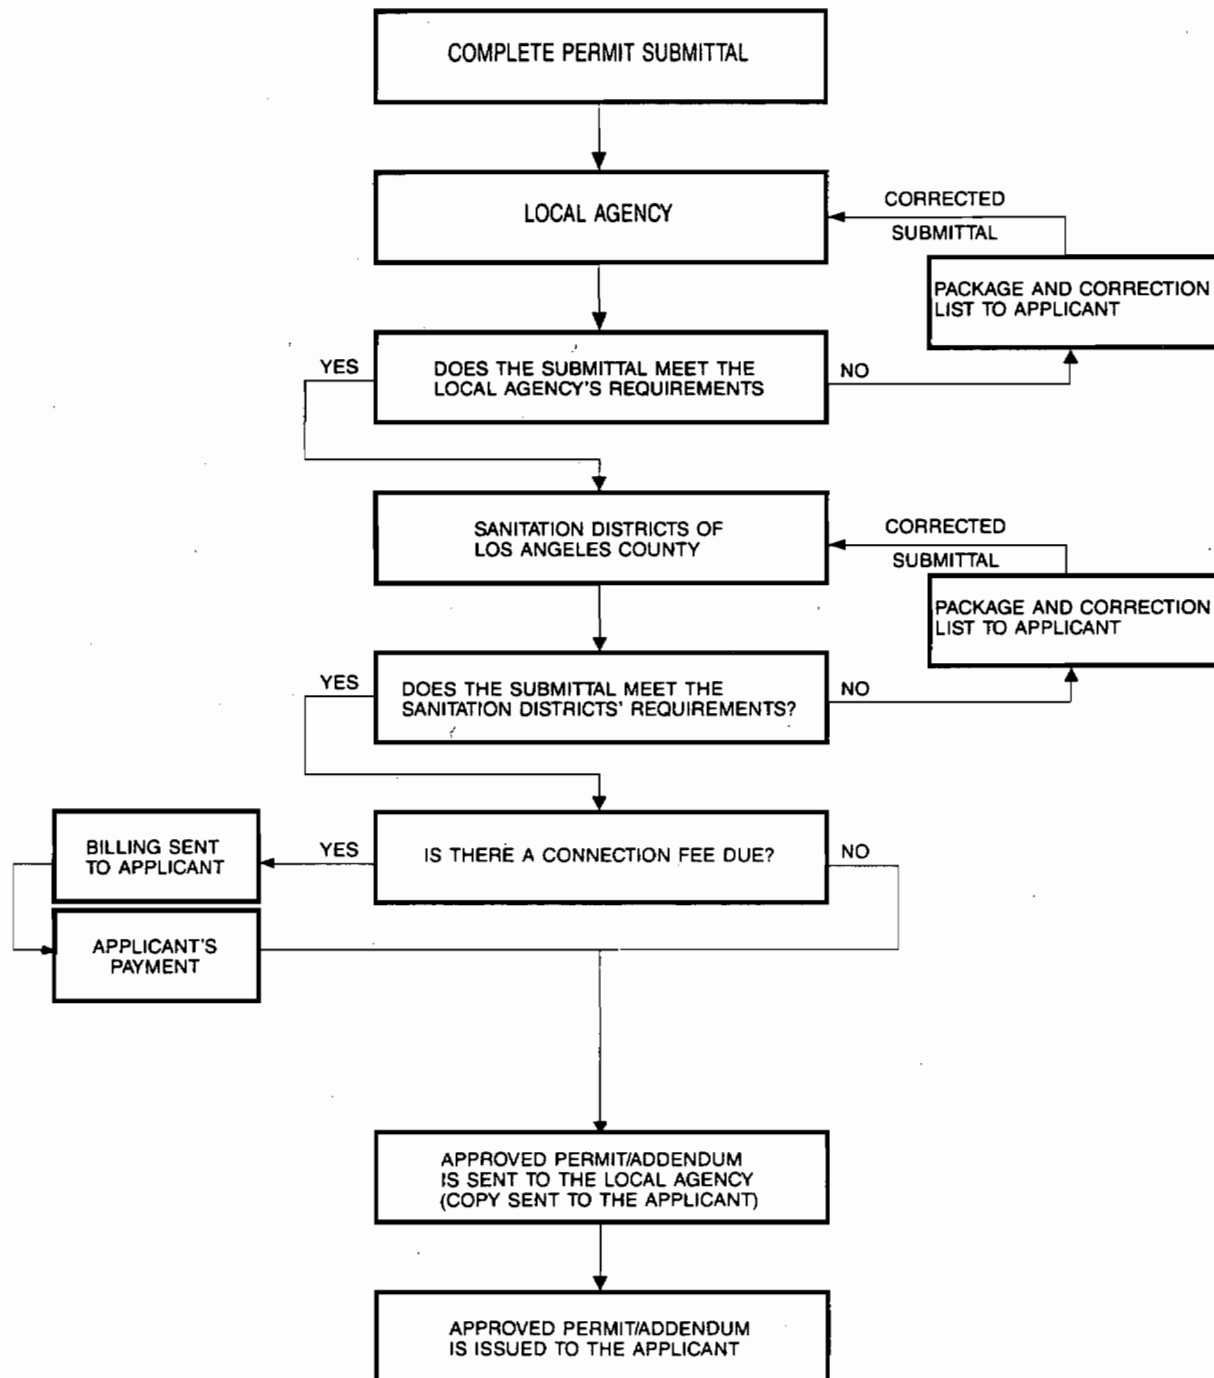 COMPLETE PERMIT SUBMITTAL
LOCAL AGENCY
CORRECTED
SUBMITTAL
PACKAGE AND CORRECTION
LIST TO APPLICANT
YES
DOES THE SUBMITTAL MEET THE
LOCAL AGENCY'S REQUIREMENTS
NO
SANITATION DISTRICTS OF
LOS ANGELES COUNTY
CORRECTED
SUBMITTAL
PACKAGE AND CORRECTION
LIST TO APPLICANT
YES
DOES THE SUBMITTAL MEET THE
SANITATION DISTRICTS' REQUIREMENTS?
NO
BILLING SENT
TO APPLICANT
YES
IS THERE A CONNECTION FEE DUE?
NO
APPLICANT'S
PAYMENT
APPROVED PERMIT/ADDENDUM
IS SENT TO THE LOCAL AGENCY
(COPY SENT TO THE APPLICANT)
APPROVED PERMIT/ADDENDUM
IS ISSUED TO THE APPLICANT